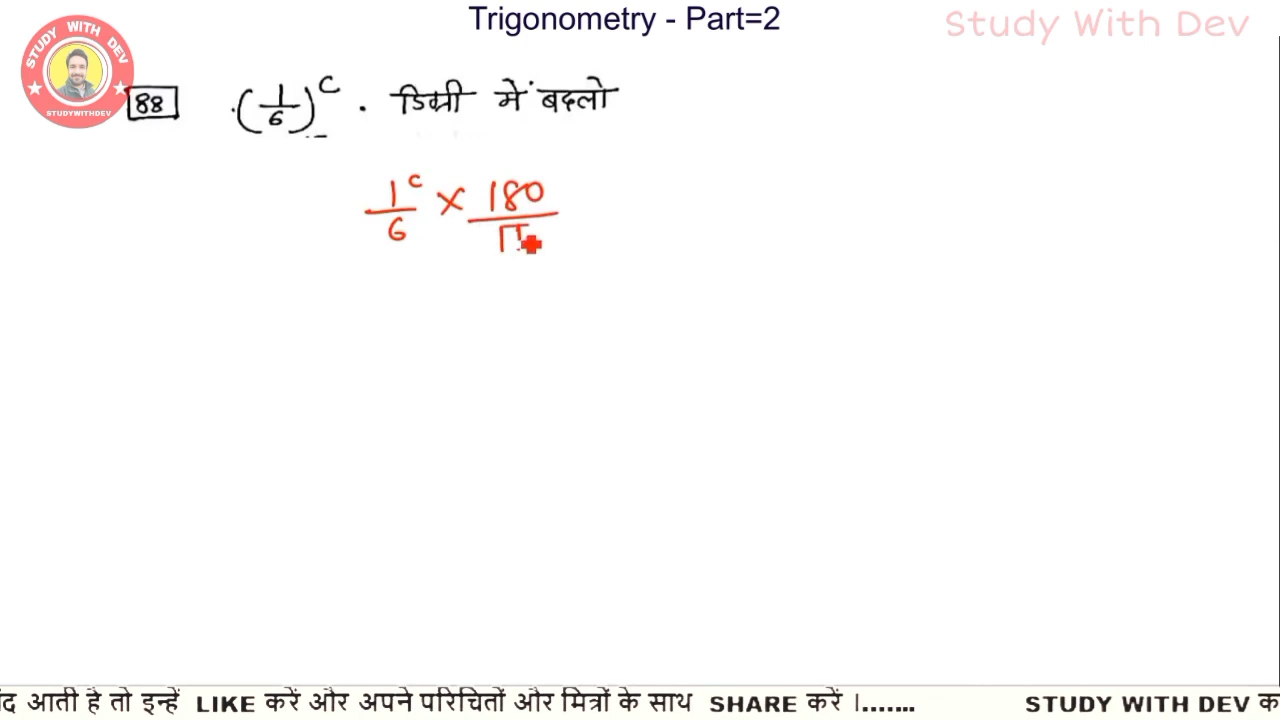 Trigonometry - Part=2
Study With Dev
STUDY WITH DEV
STUDYWITHDEV
88 (1/6)ᶜ . डिग्री में बदलो
1ᶜ/6 × 180/π
आती है तो इन्हें LIKE करें और अपने परिचितों और मित्रों के साथ SHARE करें ।....... STUDY WITH DEV क